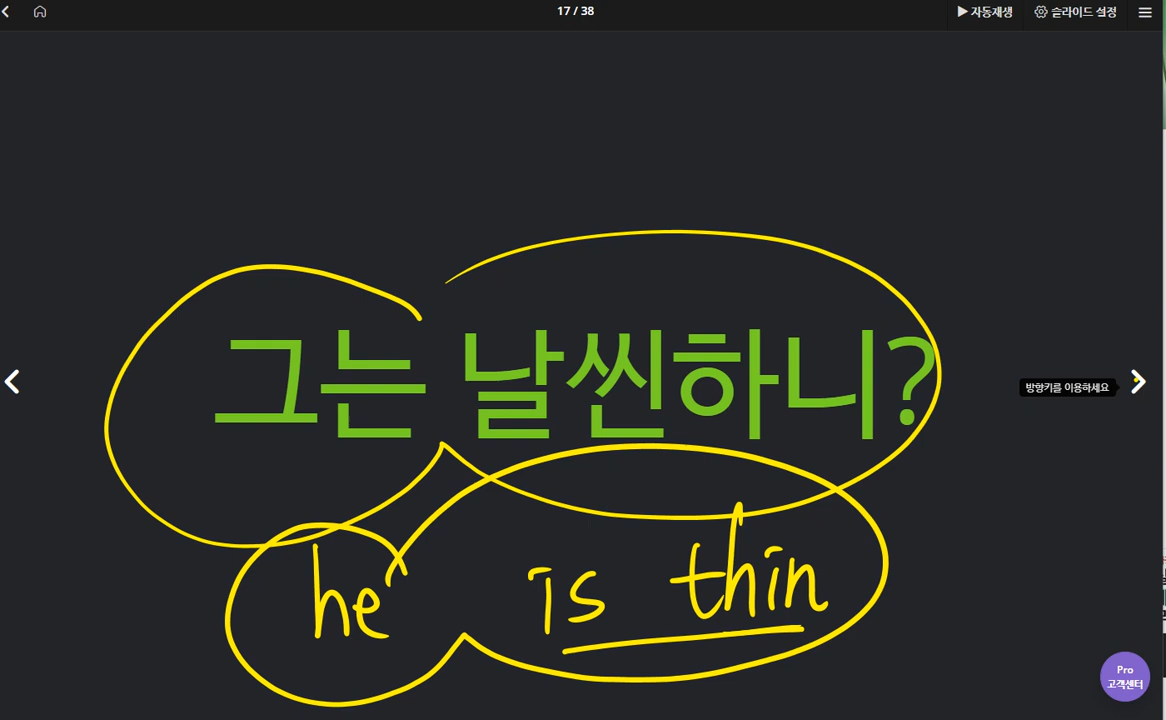 17 / 38
▶ 자동재생
슬라이드 설정
그는 날씬하니?
방향키를 이용하세요
he is thin
Pro
고객센터